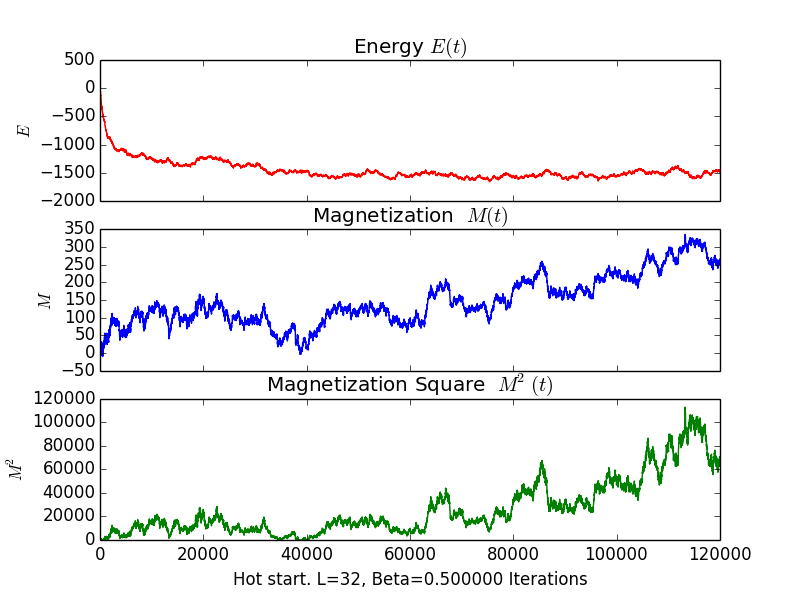 Energy E(t)
500
0
−500
−1000
−1500
−2000
E
Magnetization M(t)
350
300
250
200
150
100
50
0
−50
M
Magnetization Square M² (t)
120000
100000
80000
60000
40000
20000
0
M²
0 20000 40000 60000 80000 100000 120000
Hot start. L=32, Beta=0.500000 Iterations